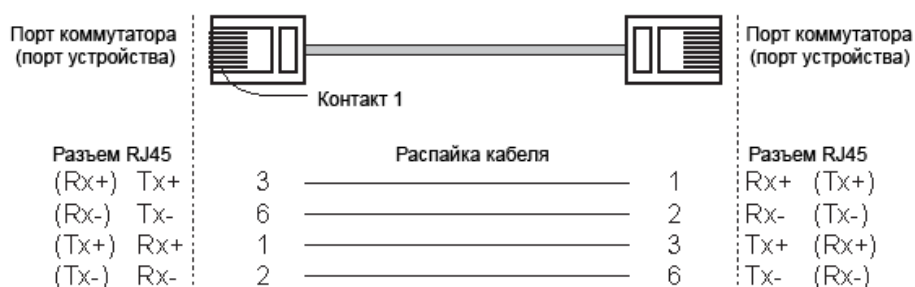 Порт коммутатора
(порт устройства)
Порт коммутатора
(порт устройства)
Контакт 1
Разъем RJ45 Распайка кабеля Разъем RJ45
(Rx+) Tx+ 3 1 Rx+ (Tx+)
(Rx-) Tx- 6 2 Rx- (Tx-)
(Tx+) Rx+ 1 3 Tx+ (Rx+)
(Tx-) Rx- 2 6 Tx- (Rx-)